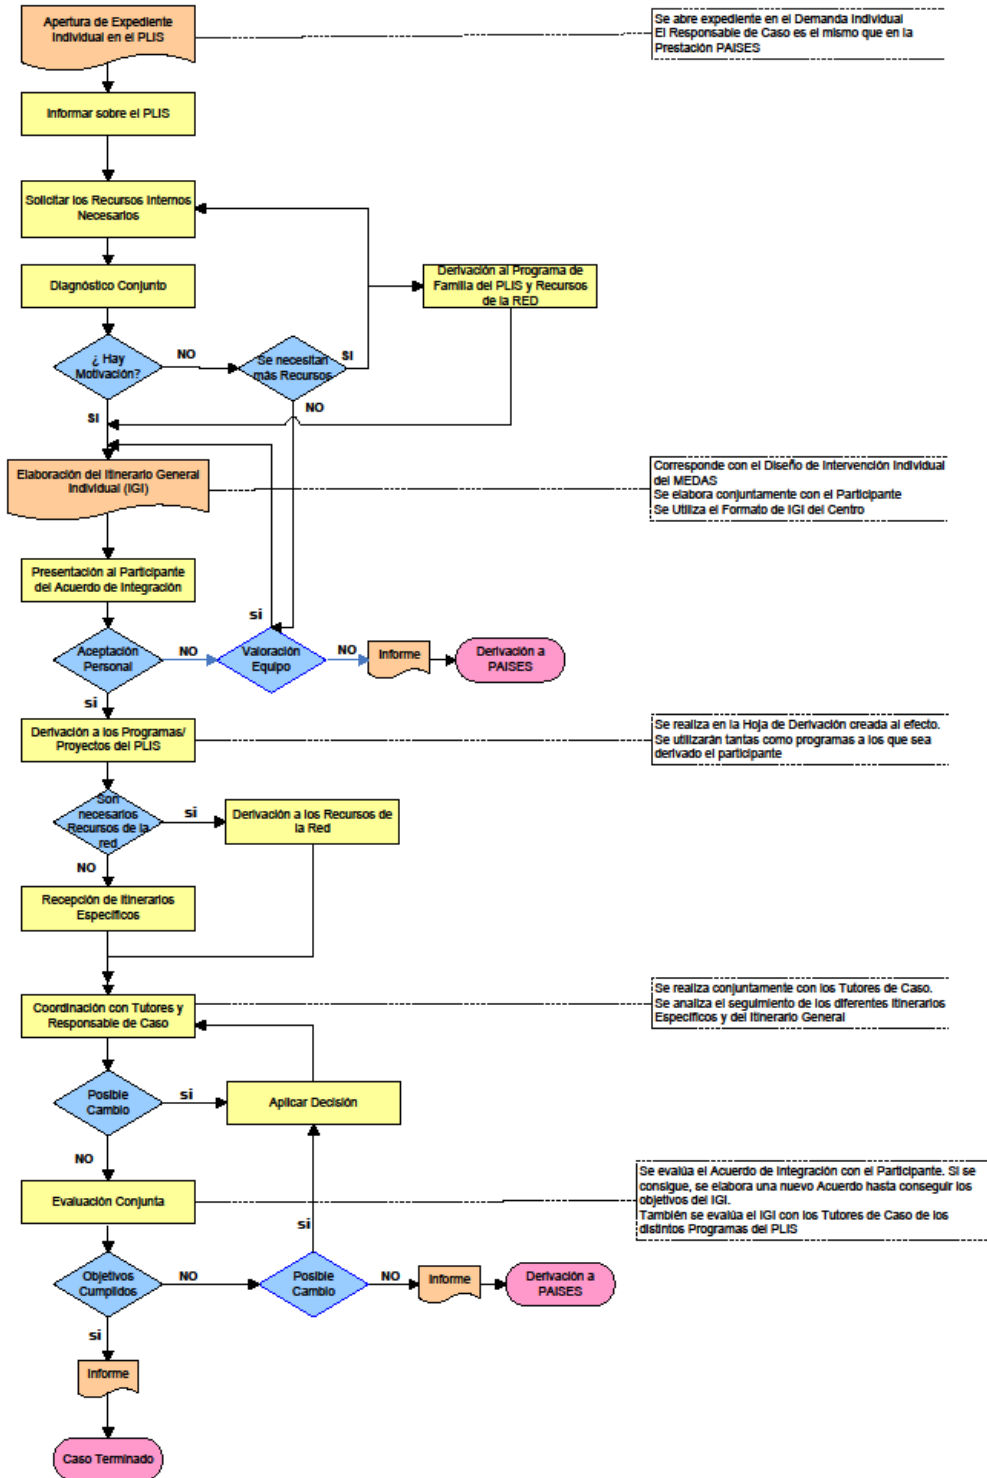 Apertura de Expediente
Individual en el PLIS
Se abre expediente en el Demanda Individual
El Responsable de Caso es el mismo que en la
Prestación PAISES
Informar sobre el PLIS
Solicitar los Recursos Internos
Necesarios
Diagnóstico Conjunto
Derivación al Programa de
Familia del PLIS y Recursos
de la RED
¿ Hay
Motivación?
NO
Se necesitan
más Recursos
SI
NO
SI
Elaboración del Itinerario General
Individual (IGI)
Corresponde con el Diseño de Intervención Individual
del MEDAS
Se elabora conjuntamente con el Participante
Se Utiliza el Formato de IGI del Centro
Presentación al Participante
del Acuerdo de Integración
si
Aceptación
Personal
NO
Valoración
Equipo
NO
Informe
Derivación a
PAISES
si
Derivación a los Programas/
Proyectos del PLIS
Se realiza en la Hoja de Derivación creada al efecto.
Se utilizarán tantas como programas a los que sea
derivado el participante
Son
necesarios
Recursos de la
red
si
Derivación a los Recursos de
la Red
NO
Recepción de Itinerarios
Específicos
Coordinación con Tutores y
Responsable de Caso
Se realiza conjuntamente con los Tutores de Caso.
Se analiza el seguimiento de los diferentes Itinerarios
Específicos y del Itinerario General
Posible
Cambio
si
Aplicar Decisión
NO
Evaluación Conjunta
Se evalúa el Acuerdo de Integración con el Participante. Si se
consigue, se elabora una nuevo Acuerdo hasta conseguir los
objetivos del IGI.
También se evalúa el IGI con los Tutores de Caso de los
distintos Programas del PLIS
si
Objetivos
Cumplidos
NO
Posible
Cambio
NO
Informe
Derivación a
PAISES
si
Informe
Caso Terminado